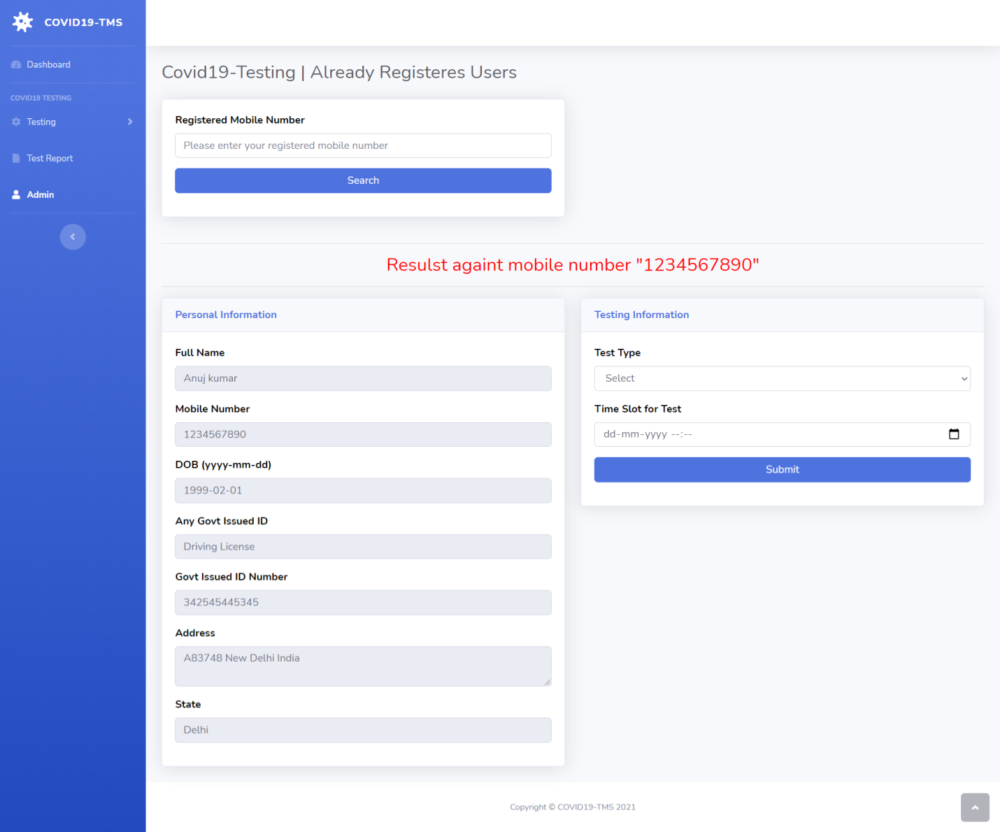 COVID19-TMS
Dashboard
COVID19 TESTING
Testing
Test Report
Admin
Covid19-Testing | Already Registeres Users
Registered Mobile Number
Please enter your registered mobile number
Search
Resulst againt mobile number "1234567890"
Personal Information
Full Name
Anuj kumar
Mobile Number
1234567890
DOB (yyyy-mm-dd)
1999-02-01
Any Govt Issued ID
Driving License
Govt Issued ID Number
342545445345
Address
A83748 New Delhi India
State
Delhi
Testing Information
Test Type
Select
Time Slot for Test
dd-mm-yyyy --:--
Submit
Copyright © COVID19-TMS 2021